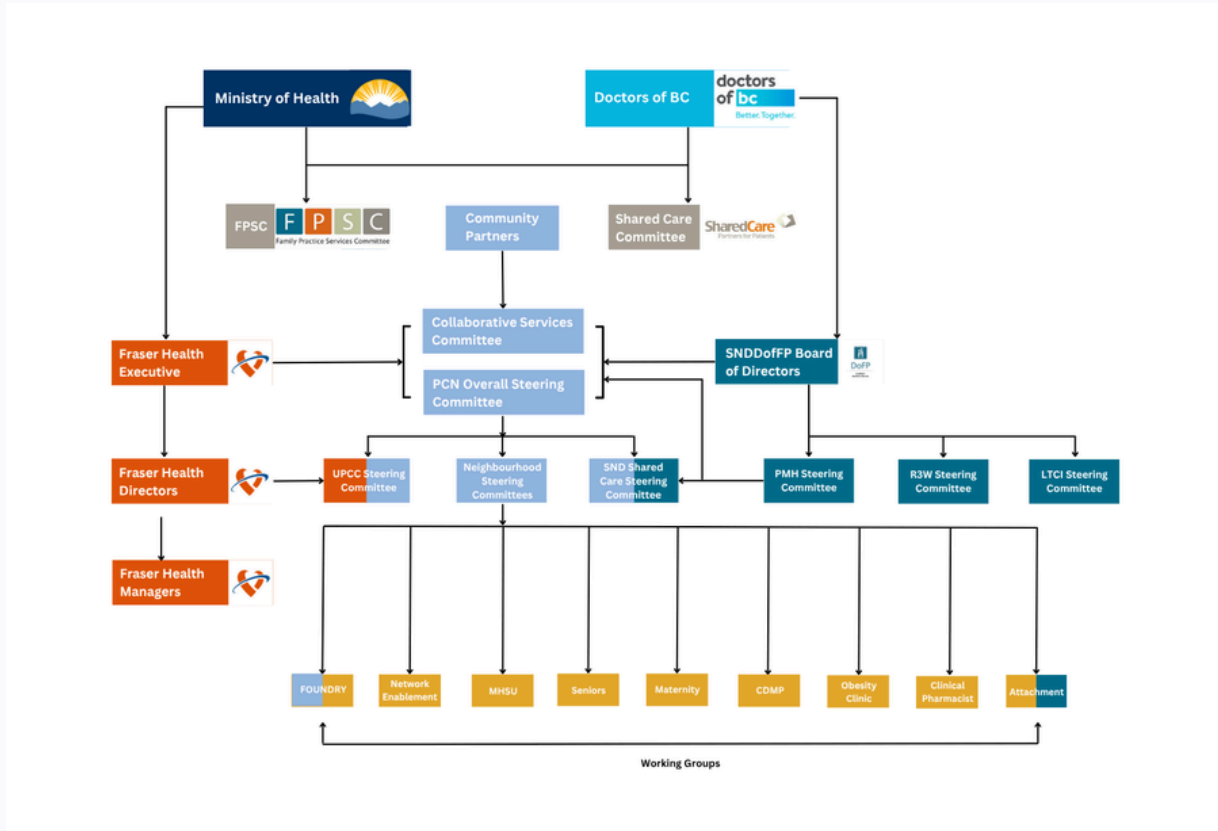 Ministry of Health
Doctors of BC
doctors
of bc
Better. Together.
FPSC
F P S C
Family Practice Services Committee
Community
Partners
Shared Care
Committee
SharedCare
Partners for Patients
Collaborative Services
Committee
Fraser Health
Executive
SNDDofFP Board
of Directors
DoFP
PCN Overall Steering
Committee
Fraser Health
Directors
UPCC Steering
Committee
Neighbourhood
Steering
Committees
SND Shared
Care Steering
Committee
PMH Steering
Committee
R3W Steering
Committee
LTCI Steering
Committee
Fraser Health
Managers
FOUNDRY
Network
Enablement
MHSU
Seniors
Maternity
CDMP
Obesity
Clinic
Clinical
Pharmacist
Attachment
Working Groups